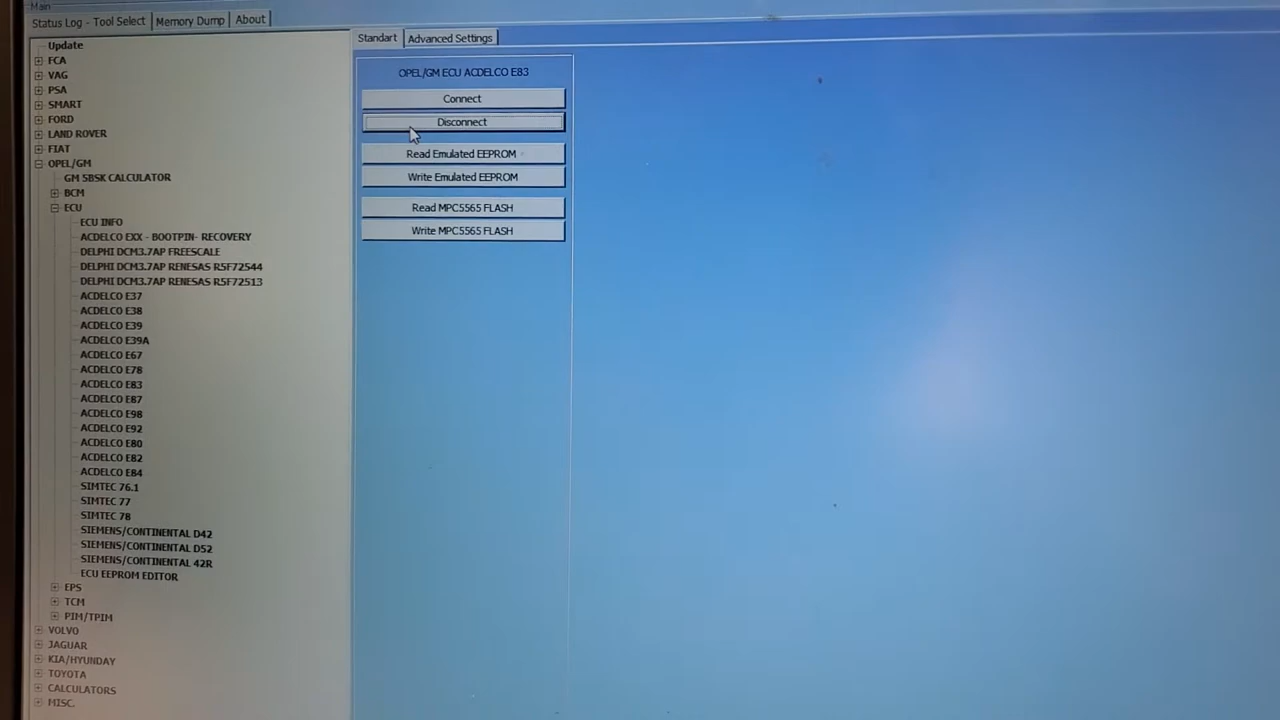 Main
Status Log - Tool Select
Memory Dump
About
Update
FCA
VAG
PSA
SMART
FORD
LAND ROVER
FIAT
OPEL/GM
GM 5BSK CALCULATOR
BCM
ECU
ECU INFO
ACDELCO EXX - BOOTPIN- RECOVERY
DELPHI DCM3.7AP FREESCALE
DELPHI DCM3.7AP RENESAS R5F72544
DELPHI DCM3.7AP RENESAS R5F72513
ACDELCO E37
ACDELCO E38
ACDELCO E39
ACDELCO E39A
ACDELCO E67
ACDELCO E78
ACDELCO E83
ACDELCO E87
ACDELCO E98
ACDELCO E92
ACDELCO E80
ACDELCO E82
ACDELCO E84
SIMTEC 76.1
SIMTEC 77
SIMTEC 78
SIEMENS/CONTINENTAL D42
SIEMENS/CONTINENTAL D52
SIEMENS/CONTINENTAL 42R
ECU EEPROM EDITOR
EPS
TCM
PIM/TPIM
VOLVO
JAGUAR
KIA/HYUNDAY
TOYOTA
CALCULATORS
MISC.
Standart
Advanced Settings
OPEL/GM ECU ACDELCO E83
Connect
Disconnect
Read Emulated EEPROM
Write Emulated EEPROM
Read MPC5565 FLASH
Write MPC5565 FLASH